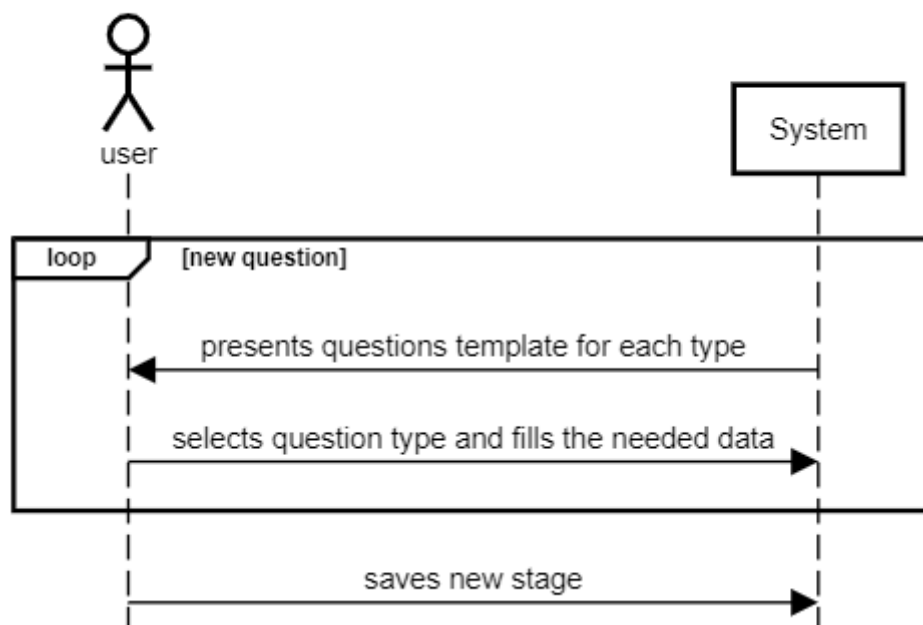 user
System
loop [new question]
presents questions template for each type
selects question type and fills the needed data
saves new stage